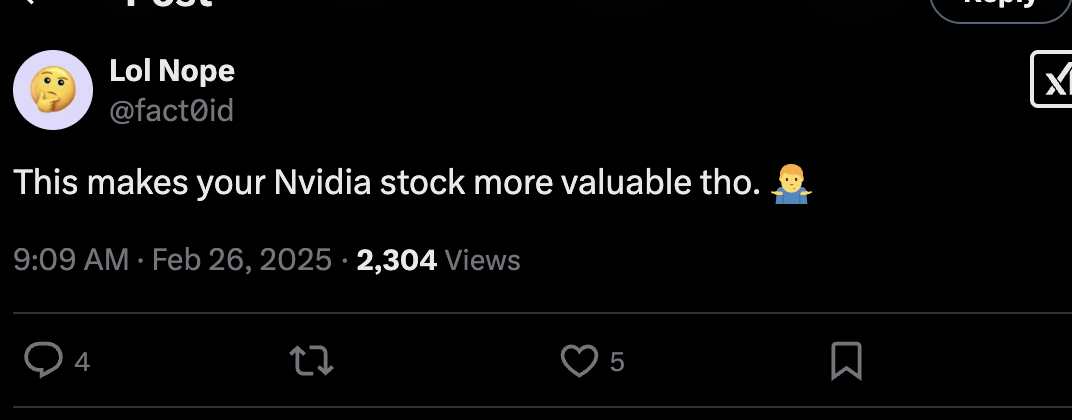 Post
Reply
Lol Nope
@fact0id
This makes your Nvidia stock more valuable tho. 🤷‍♂️
9:09 AM · Feb 26, 2025 · 2,304 Views
4
5